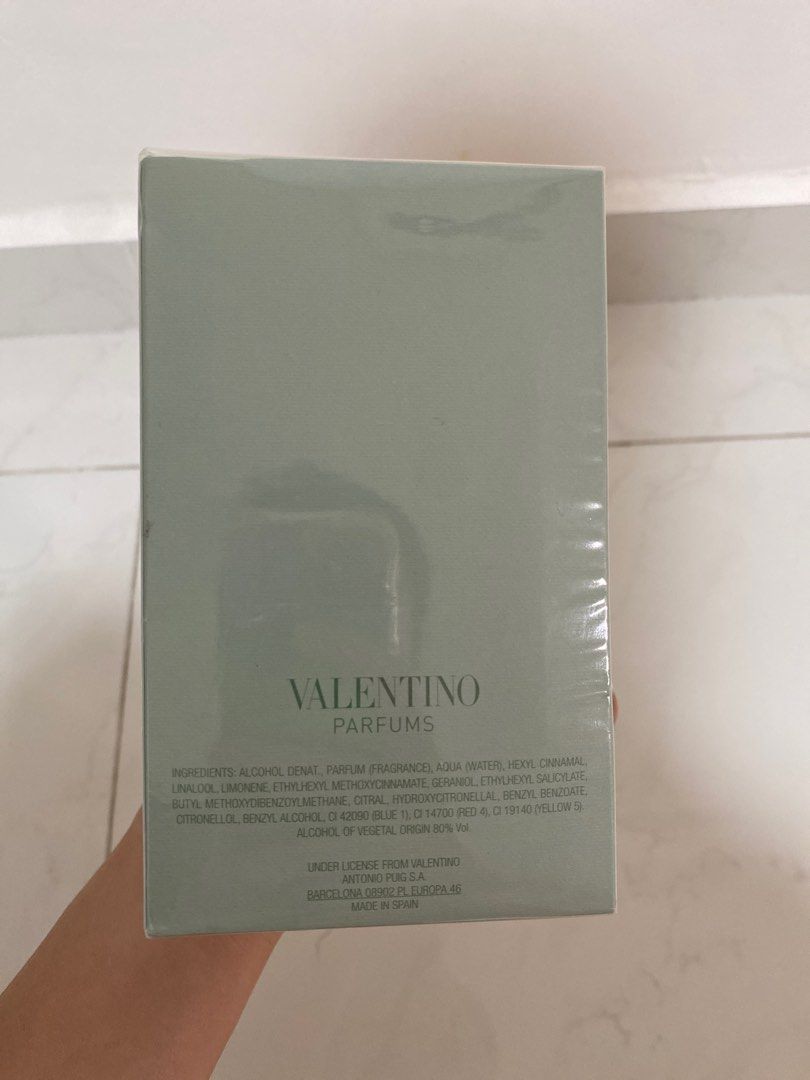 VALENTINO
PARFUMS
INGREDIENTS: ALCOHOL DENAT., PARFUM (FRAGRANCE), AQUA (WATER), HEXYL CINNAMAL,
LINALOOL, LIMONENE, ETHYLHEXYL METHOXYCINNAMATE, GERANIOL, ETHYLHEXYL SALICYLATE,
BUTYL METHOXYDIBENZOYLMETHANE, CITRAL, HYDROXYCITRONELLAL, BENZYL BENZOATE,
CITRONELLOL, BENZYL ALCOHOL, CI 42090 (BLUE 1), CI 14700 (RED 4), CI 19140 (YELLOW 5).
ALCOHOL OF VEGETAL ORIGIN 80% Vol.
UNDER LICENSE FROM VALENTINO
ANTONIO PUIG S.A.
BARCELONA 08902 PL EUROPA 46
MADE IN SPAIN